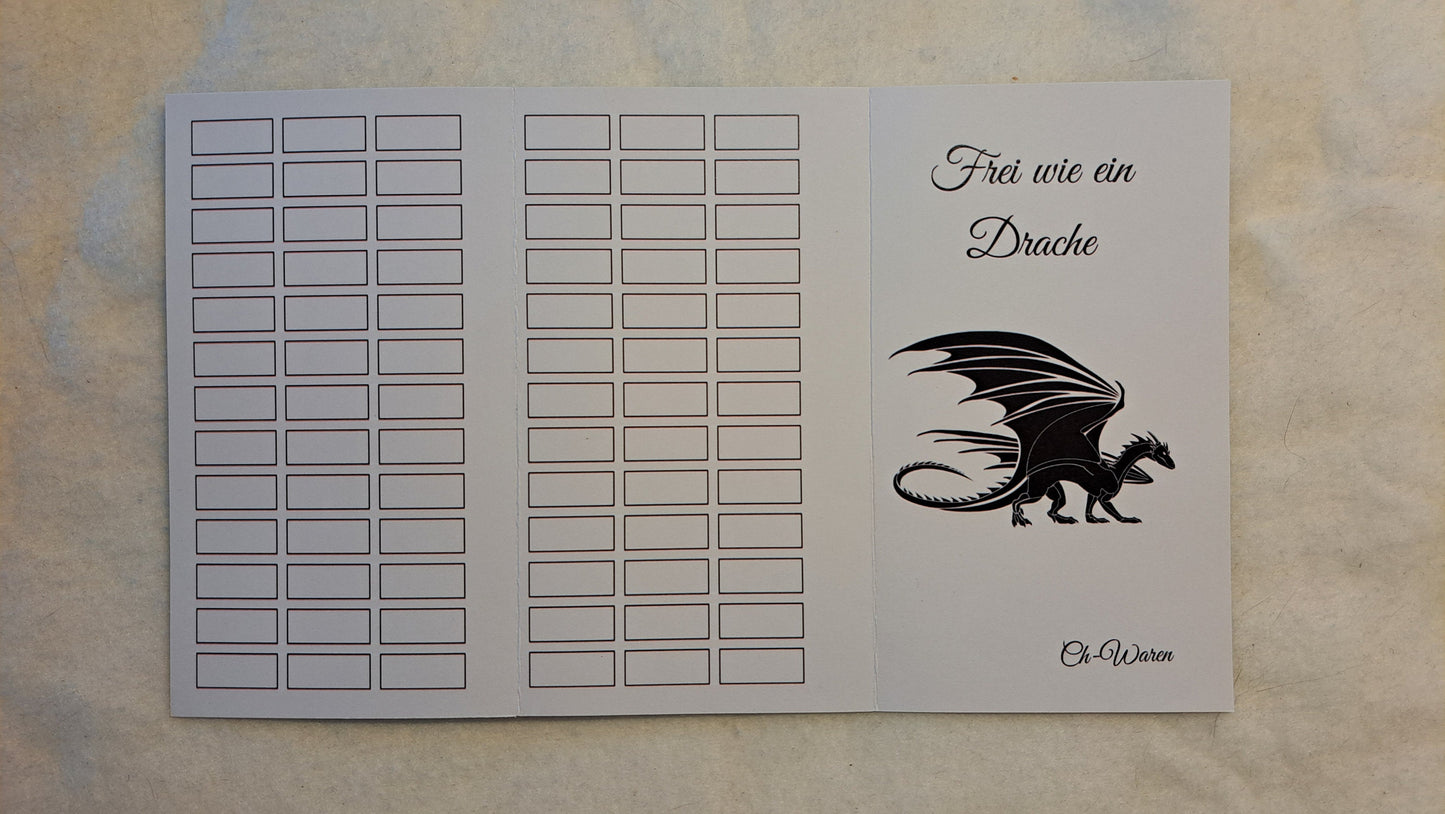 Frei wie ein
Drache
Ch-Waren